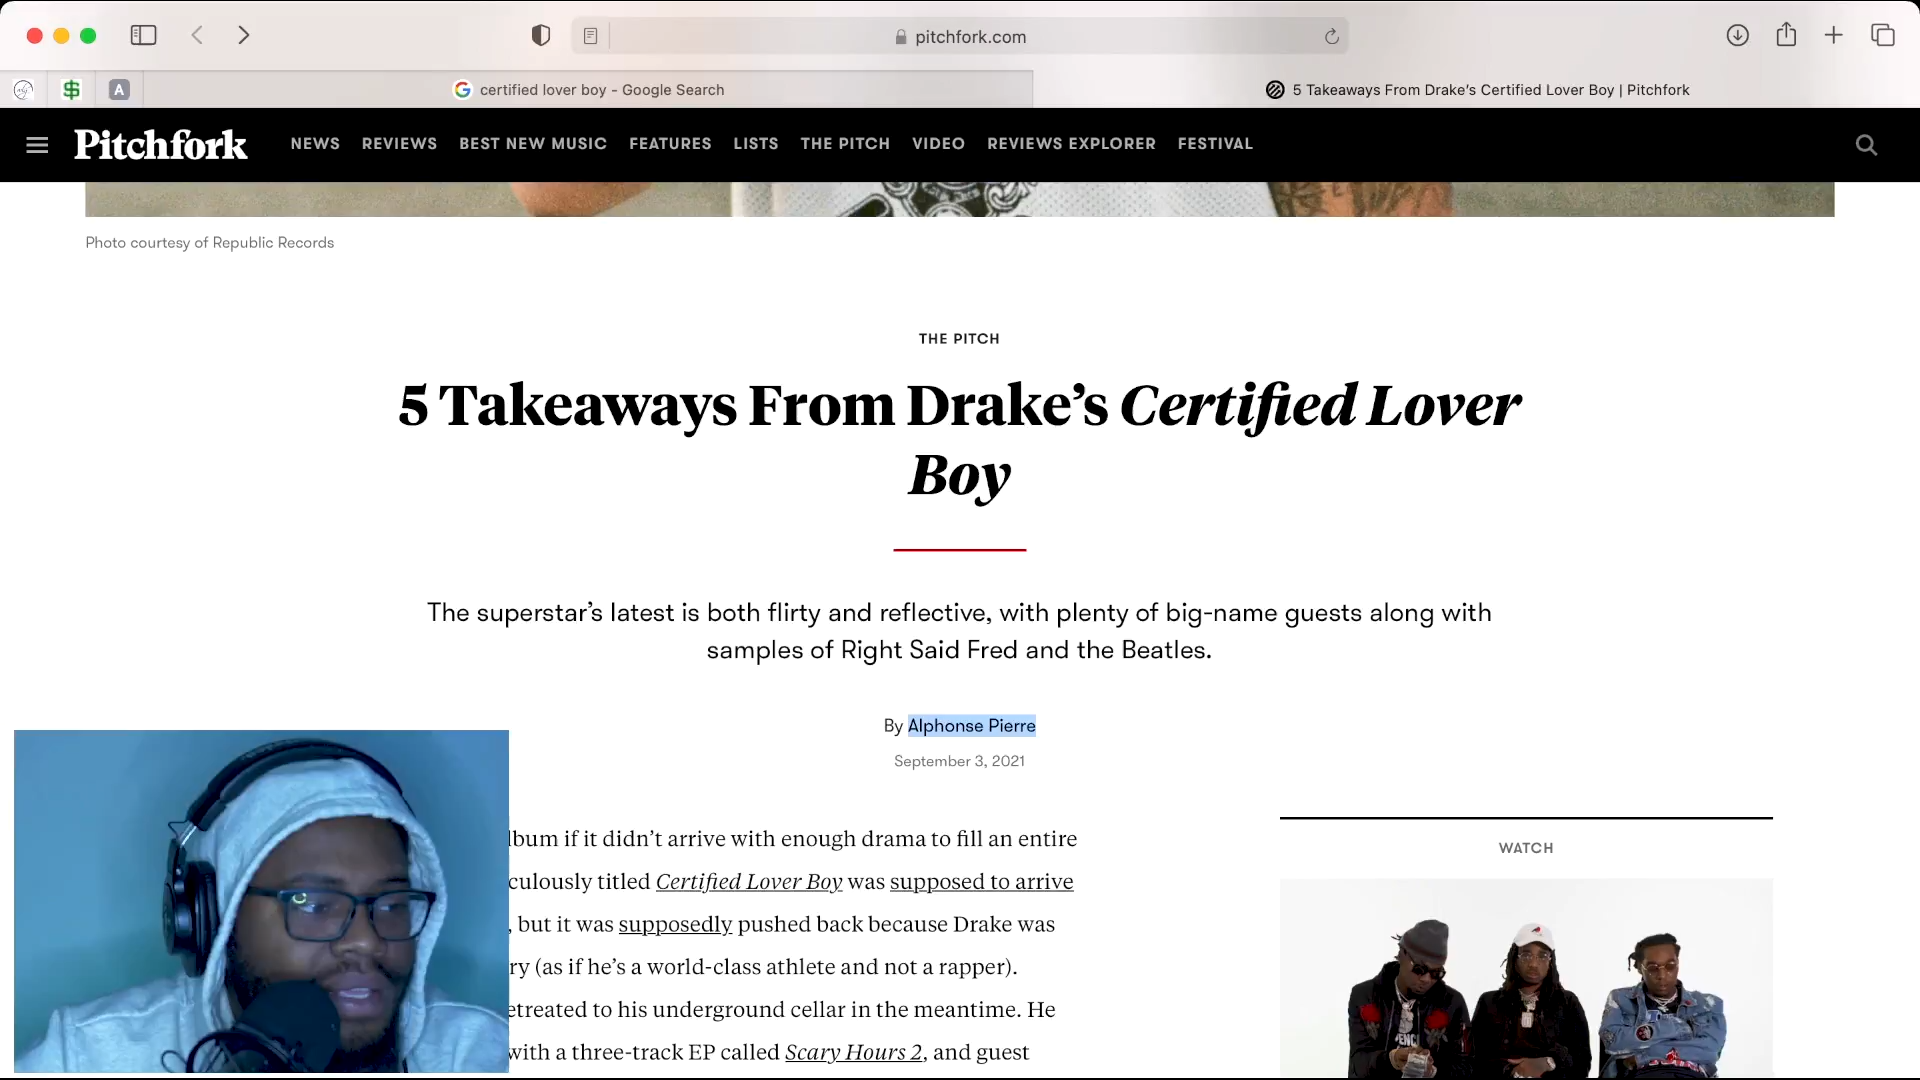 pitchfork.com
A
certified lover boy - Google Search
5 Takeaways From Drake's Certified Lover Boy | Pitchfork
Pitchfork
NEWS REVIEWS BEST NEW MUSIC FEATURES LISTS THE PITCH VIDEO REVIEWS EXPLORER FESTIVAL
Photo courtesy of Republic Records
THE PITCH
5 Takeaways From Drake’s Certified Lover
Boy
The superstar’s latest is both flirty and reflective, with plenty of big-name guests along with
samples of Right Said Fred and the Beatles.
By Alphonse Pierre
September 3, 2021
if it didn’t arrive with enough drama to fill an entire
titled Certified Lover Boy was supposed to arrive
, but it was supposedly pushed back because Drake was
(as if he’s a world-class athlete and not a rapper).
to his underground cellar in the meantime. He
with a three-track EP called Scary Hours 2, and guest
WATCH